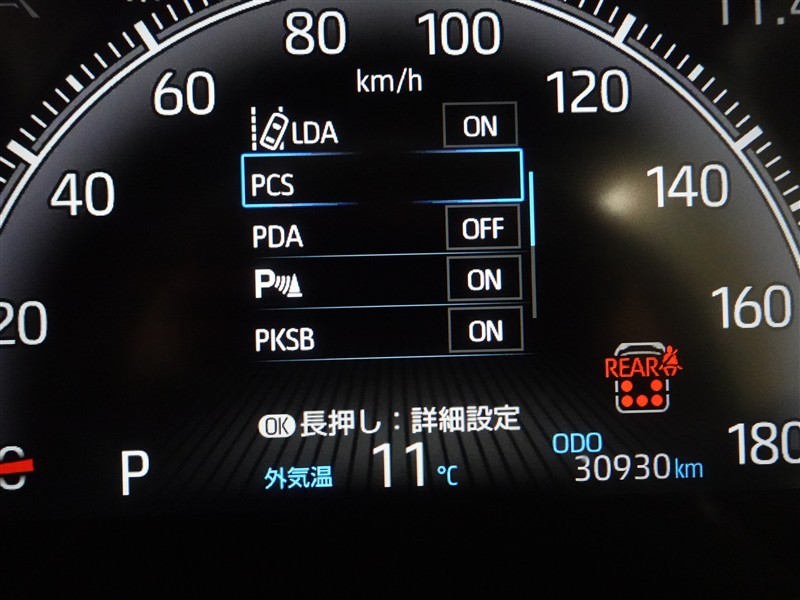 80 100
km/h
60 120
LDA ON
40 PCS 140
PDA OFF
P ON
20 160
PKSB ON
REAR
OK 長押し：詳細設定
ODO
180
P 外気温 11℃ 30930km